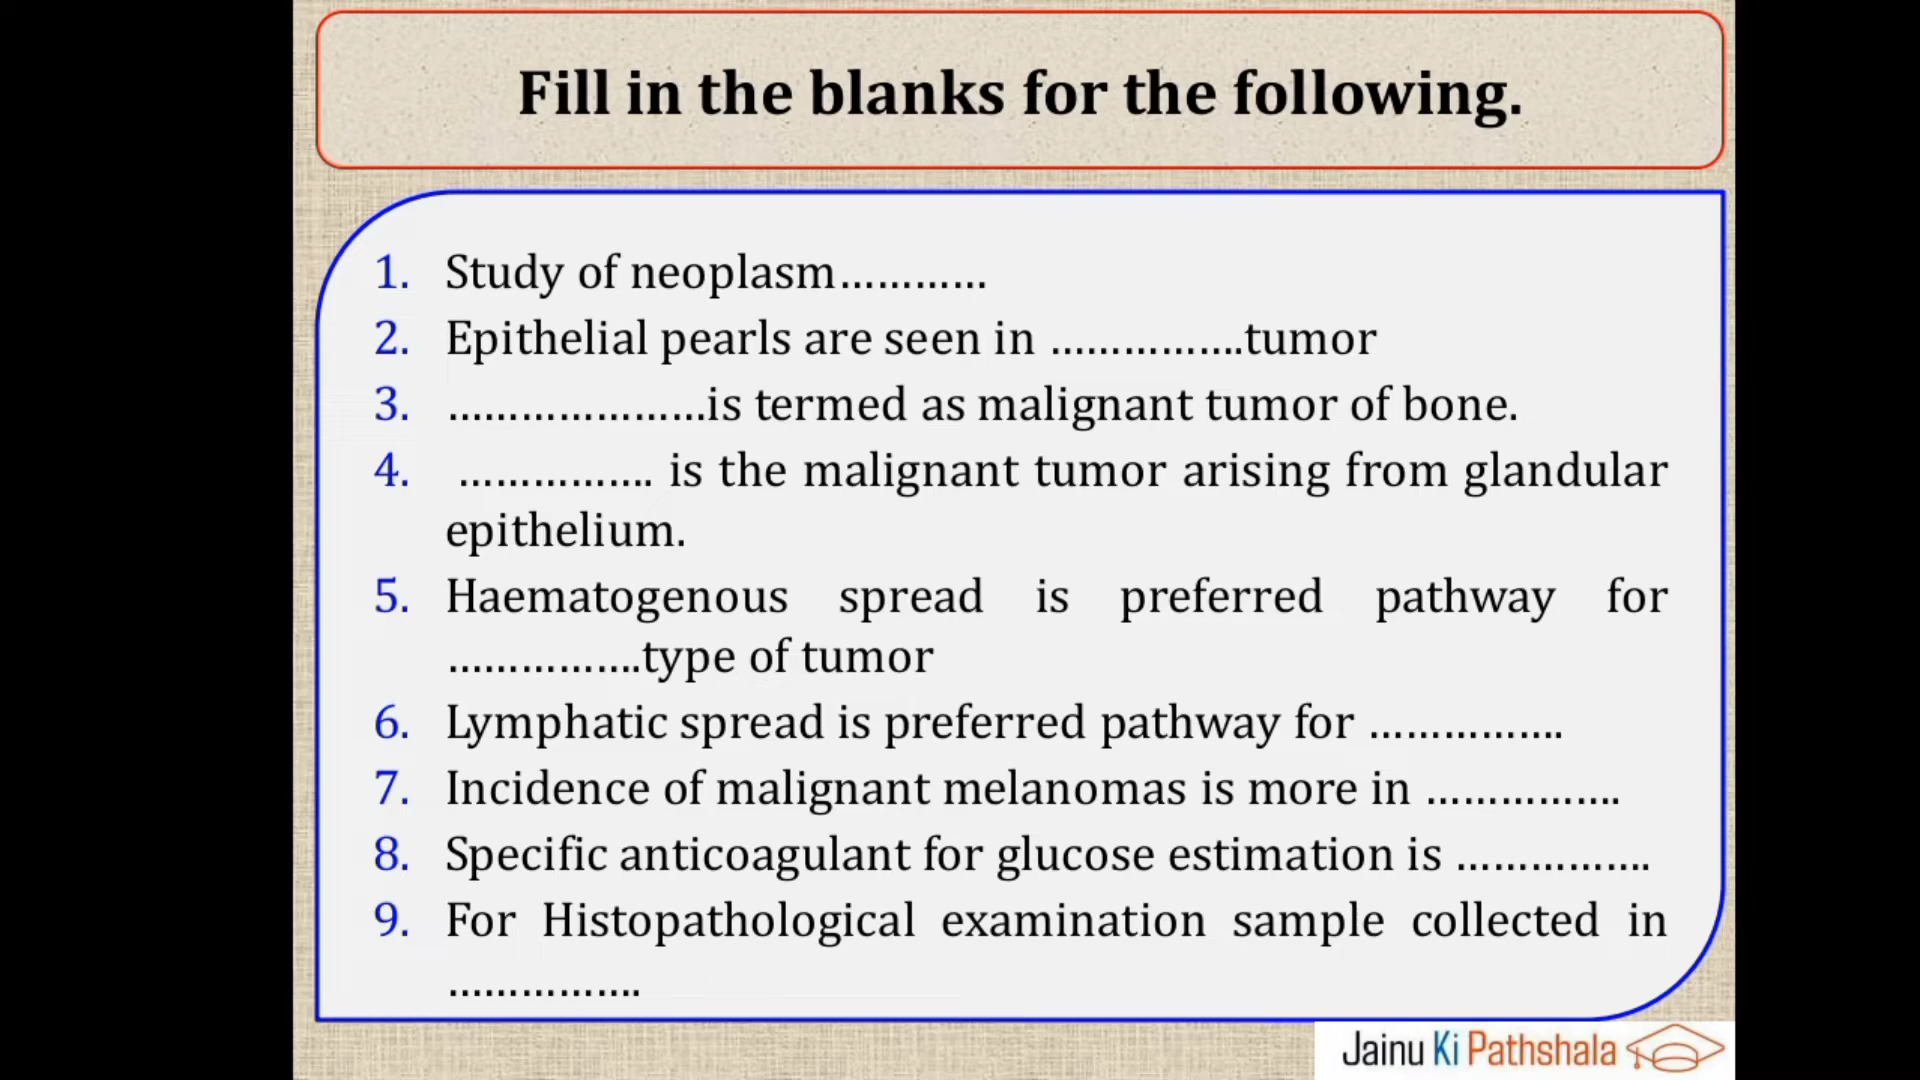 Fill in the blanks for the following.
1. Study of neoplasm............
2. Epithelial pearls are seen in ................tumor
3. .....................is termed as malignant tumor of bone.
4. ................ is the malignant tumor arising from glandular
epithelium.
5. Haematogenous spread is preferred pathway for
................type of tumor
6. Lymphatic spread is preferred pathway for ................
7. Incidence of malignant melanomas is more in ................
8. Specific anticoagulant for glucose estimation is ................
9. For Histopathological examination sample collected in
................
Jainu Ki Pathshala